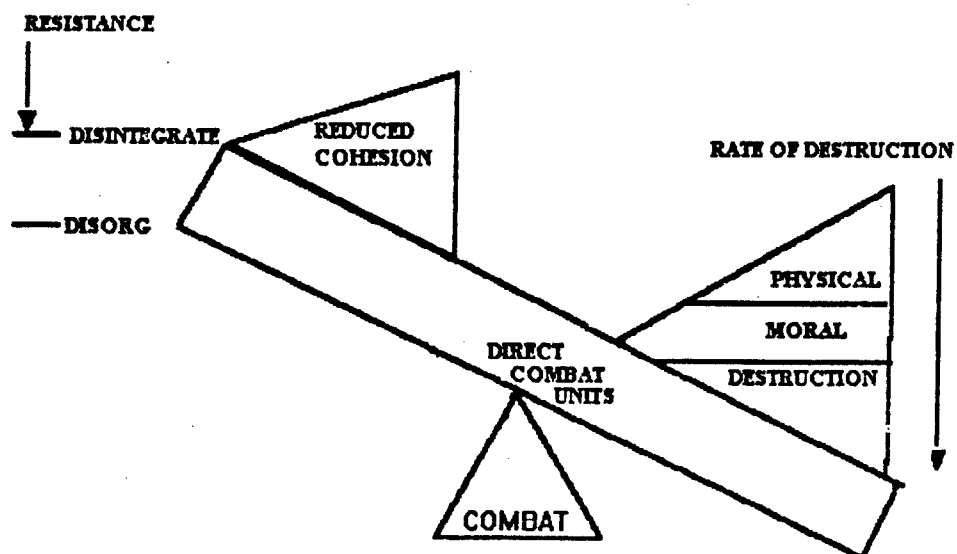 RESISTANCE
DISINTEGRATE
REDUCED
COHESION
RATE OF DESTRUCTION
DISORG
PHYSICAL
MORAL
DESTRUCTION
DIRECT
COMBAT
UNITS
COMBAT